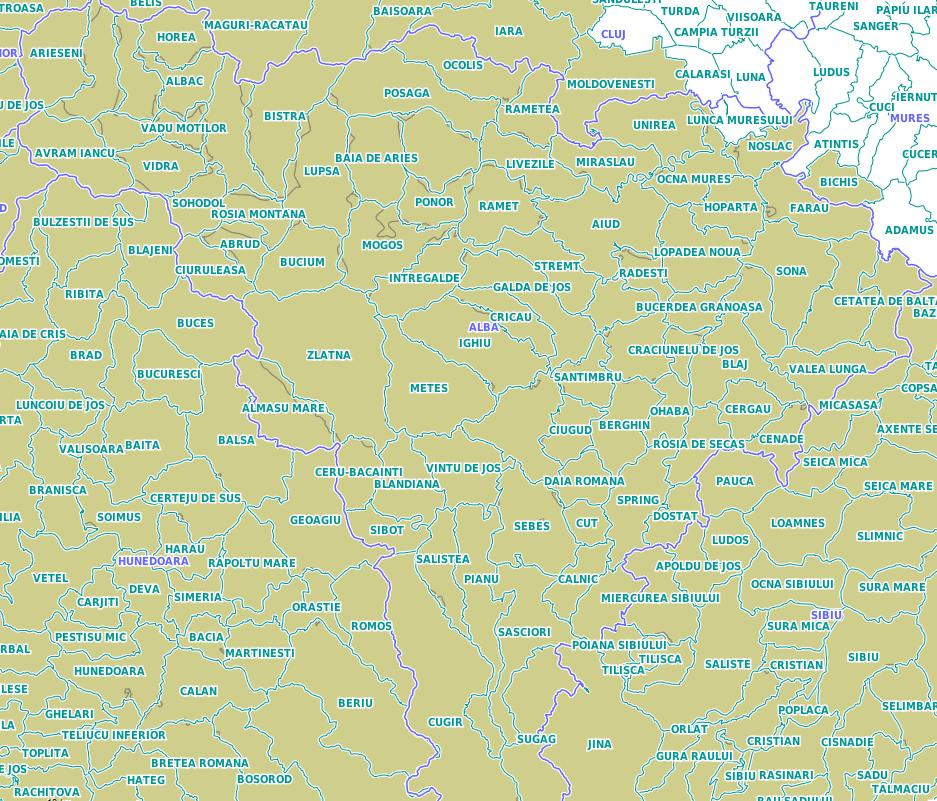 TROASA
BELIS
MAGURI-RACATAU
BAISOARA
SANDULESTI
TURDA
VIISOARA
TAURENI
PAPIU ILAR
HOREA
IARA
CLUJ
CAMPIA TURZII
SANGER
ARIESENI
OCOLIS
MOLDOVENESTI
CALARASI
LUNA
LUDUS
ALBAC
POSAGA
U DE JOS
BISTRA
RAMETEA
CUCI
MURES
LUNCA MURESULUI
VADU MOTILOR
UNIREA
AVRAM IANCU
VIDRA
BAIA DE ARIES
LUPSA
LIVEZILE
MIRASLAU
NOSLAC
ATINTIS
CUCER
OCNA MURES
BICHIS
SOHODOL
ROSIA MONTANA
PONOR
RAMET
HOPARTA
FARAU
BULZESTII DE SUS
AIUD
ADAMUS
BLAJENI
ABRUD
MOGOS
LOPADEA NOUA
OMESTI
CIURULEASA
BUCIUM
INTREGALDE
STREMT
RADESTI
SONA
RIBITA
GALDA DE JOS
BUCERDEA GRANOASA
CETATEA DE BALTA
BAZ
BUCES
CRICAU
ALBA
IGHIU
AIA DE CRIS
BRAD
ZLATNA
CRACIUNELU DE JOS
BLAJ
VALEA LUNGA
BUCURESCI
METES
SANTIMBRU
COPSA
LUNCOIU DE JOS
ALMASU MARE
OHABA
CERGAU
MICASASA
RTA
BERGHIN
CIUGUD
AXENTE SE
VALISOARA
BAITA
BALSA
ROSIA DE SECAS
CENADE
SEICA MICA
CERU-BACAINTI
VINTU DE JOS
BLANDIANA
DAIA ROMANA
PAUCA
SEICA MARE
BRANISCA
CERTEJU DE SUS
SPRING
ILIA
SOIMUS
GEOAGIU
SIBOT
SEBES
CUT
DOSTAT
LOAMNES
LUDOS
SLIMNIC
HARAU
HUNEDOARA
RAPOLTU MARE
SALISTEA
APOLDU DE JOS
VETEL
PIANU
CALNIC
OCNA SIBIULUI
SURA MARE
DEVA
CARJITI
SIMERIA
MIERCUREA SIBIULUI
ORASTIE
SIBIU
SURA MICA
ROMOS
SASCIORI
PESTISU MIC
BACIA
POIANA SIBIULUI
RBAL
MARTINESTI
TILISCA
TILISCA
SALISTE
CRISTIAN
SIBIU
HUNEDOARA
LESE
CALAN
BERIU
POPLACA
SELIMBAR
GHELARI
CUGIR
LA
ORLAT
TELIUCU INFERIOR
SUGAG
JINA
CRISTIAN
CISNADIE
TOPLITA
BRETEA ROMANA
GURA RAULUI
E JOS
HATEG
BOSOROD
SIBIU
RASINARI
SADU
RACHITOVA
TALMACIU
RAU SADULUI